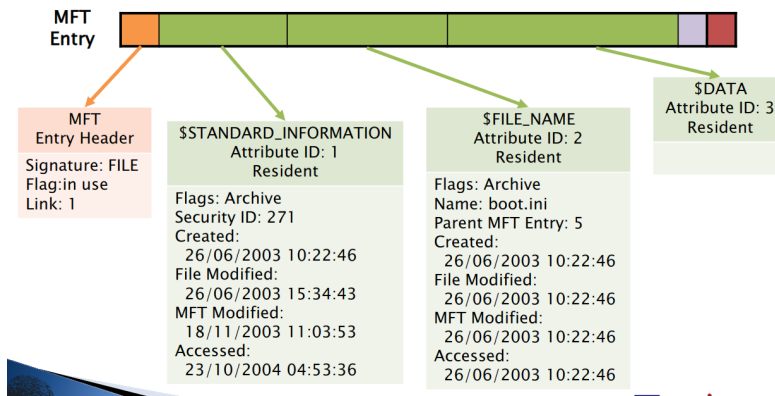 MFT
Entry
MFT
Entry Header
Signature: FILE
Flag:in use
Link: 1
$STANDARD_INFORMATION
Attribute ID: 1
Resident
Flags: Archive
Security ID: 271
Created:
26/06/2003 10:22:46
File Modified:
26/06/2003 15:34:43
MFT Modified:
18/11/2003 11:03:53
Accessed:
23/10/2004 04:53:36
$FILE_NAME
Attribute ID: 2
Resident
Flags: Archive
Name: boot.ini
Parent MFT Entry: 5
Created:
26/06/2003 10:22:46
File Modified:
26/06/2003 10:22:46
MFT Modified:
26/06/2003 10:22:46
Accessed:
26/06/2003 10:22:46
$DATA
Attribute ID: 3
Resident